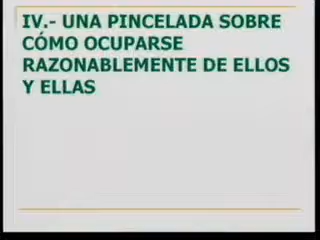 IV.- UNA PINCELADA SOBRE
CÓMO OCUPARSE
RAZONABLEMENTE DE ELLOS
Y ELLAS